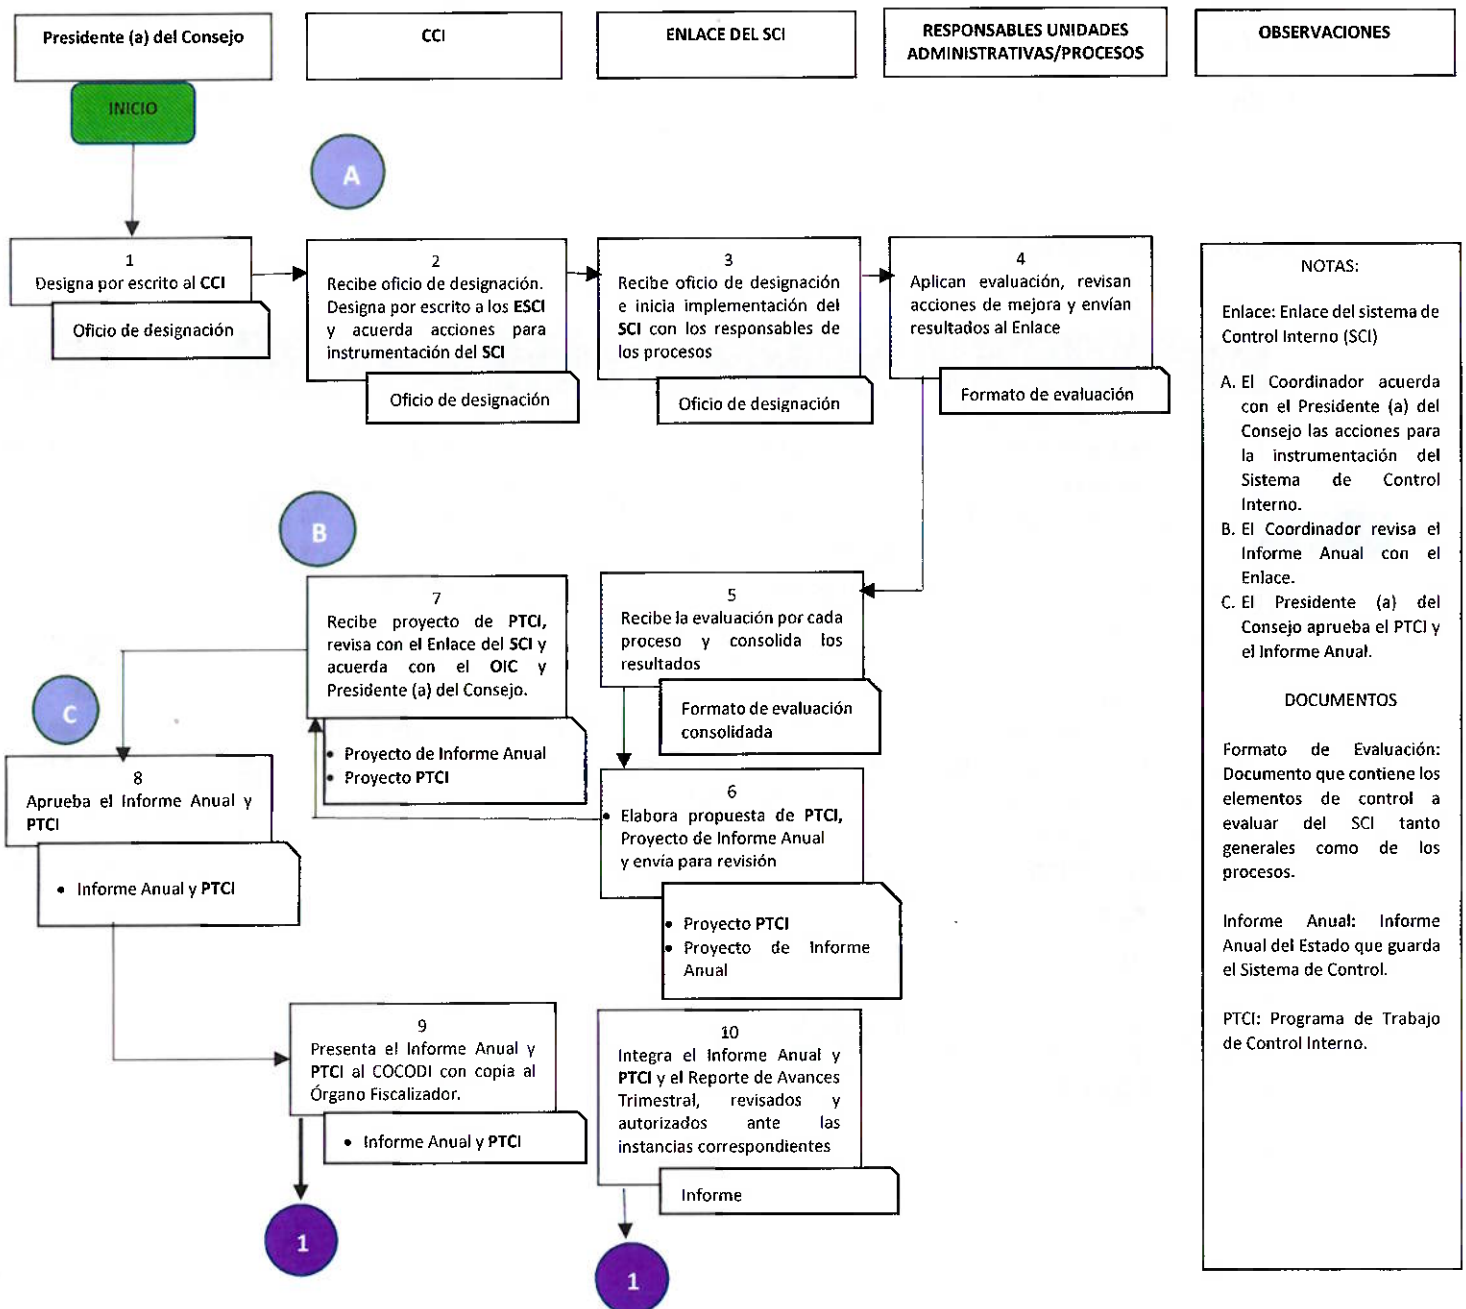 Presidente (a) del Consejo
CCI
ENLACE DEL SCI
RESPONSABLES UNIDADES
ADMINISTRATIVAS/PROCESOS
OBSERVACIONES
INICIO
A
1
Designa por escrito al CCI
Oficio de designación
2
Recibe oficio de designación.
Designa por escrito a los ESCI
y acuerda acciones para
instrumentación del SCI
Oficio de designación
3
Recibe oficio de designación
e inicia implementación del
SCI con los responsables de
los procesos
Oficio de designación
4
Aplican evaluación, revisan
acciones de mejora y envían
resultados al Enlace
Formato de evaluación
B
5
Recibe la evaluación por cada
proceso y consolida los
resultados
Formato de evaluación
consolidada
6
• Elabora propuesta de PTCI,
Proyecto de Informe Anual
y envía para revisión
• Proyecto PTCI
• Proyecto de Informe
Anual
7
Recibe proyecto de PTCI,
revisa con el Enlace del SCI y
acuerda con el OIC y
Presidente (a) del Consejo.
• Proyecto de Informe Anual
• Proyecto PTCI
C
8
Aprueba el Informe Anual y
PTCI
• Informe Anual y PTCI
9
Presenta el Informe Anual y
PTCI al COCODI con copia al
Órgano Fiscalizador.
• Informe Anual y PTCI
1
10
Integra el Informe Anual y
PTCI y el Reporte de Avances
Trimestral, revisados y
autorizados ante las
instancias correspondientes
Informe
1
NOTAS:
Enlace: Enlace del sistema de
Control Interno (SCI)
A. El Coordinador acuerda
con el Presidente (a) del
Consejo las acciones para
la instrumentación del
Sistema de Control
Interno.
B. El Coordinador revisa el
Informe Anual con el
Enlace.
C. El Presidente (a) del
Consejo aprueba el PTCI y
el Informe Anual.
DOCUMENTOS
Formato de Evaluación:
Documento que contiene los
elementos de control a
evaluar del SCI tanto
generales como de los
procesos.
Informe Anual: Informe
Anual del Estado que guarda
el Sistema de Control.
PTCI: Programa de Trabajo
de Control Interno.